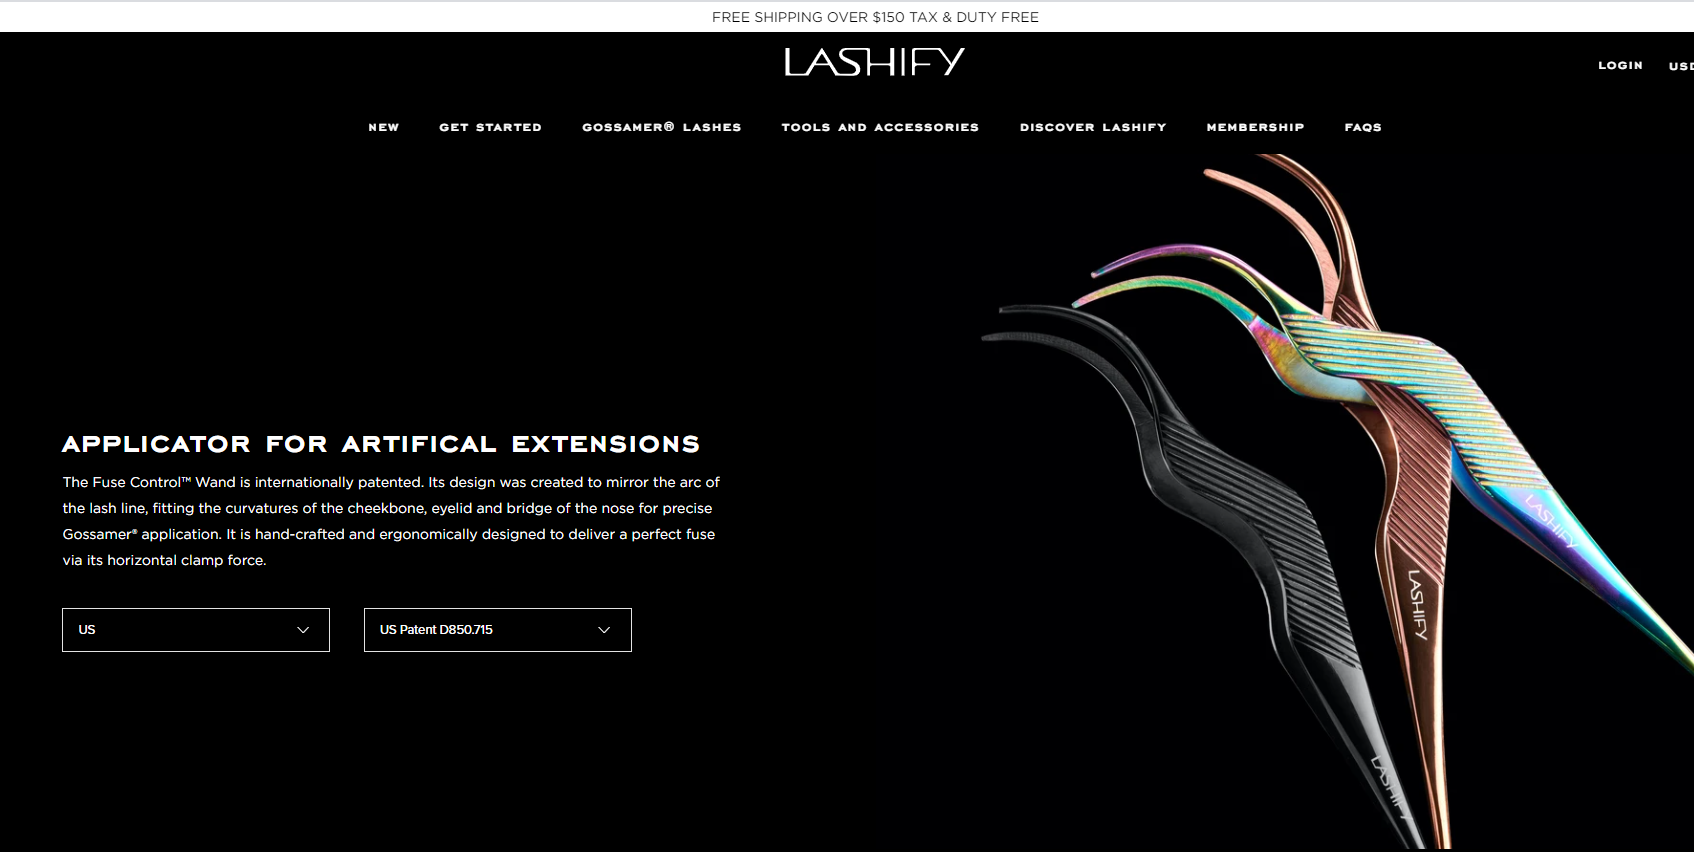 FREE SHIPPING OVER $150 TAX & DUTY FREE
LASHIFY
LOGIN
NEW GET STARTED GOSSAMER® LASHES TOOLS AND ACCESSORIES DISCOVER LASHIFY MEMBERSHIP FAQS
APPLICATOR FOR ARTIFICAL EXTENSIONS
The Fuse Control™ Wand is internationally patented. Its design was created to mirror the arc of
the lash line, fitting the curvatures of the cheekbone, eyelid and bridge of the nose for precise
Gossamer® application. It is hand-crafted and ergonomically designed to deliver a perfect fuse
via its horizontal clamp force.
US US Patent D850.715
LASHIFY
LASHIFY
LASHIFY